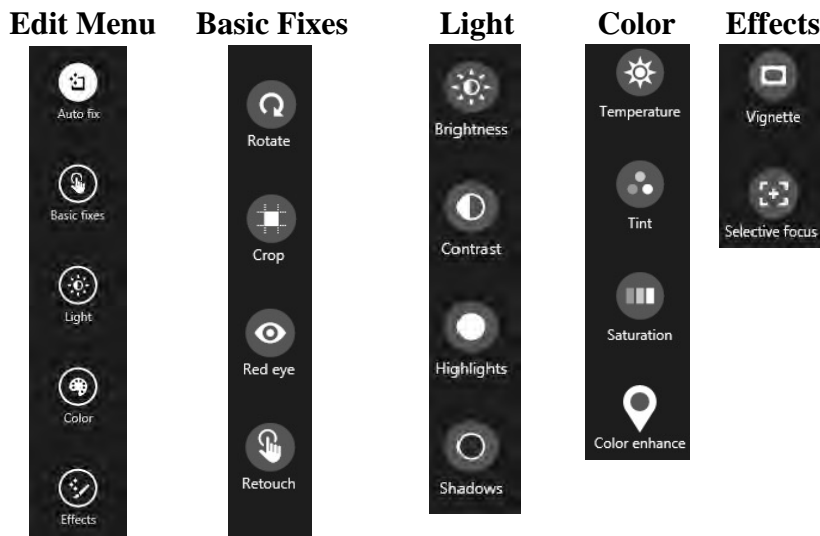 Edit Menu
Auto fix
Basic fixes
Light
Color
Effects
Basic Fixes
Rotate
Crop
Red eye
Retouch
Light
Brightness
Contrast
Highlights
Shadows
Color
Temperature
Tint
Saturation
Color enhance
Effects
Vignette
Selective focus